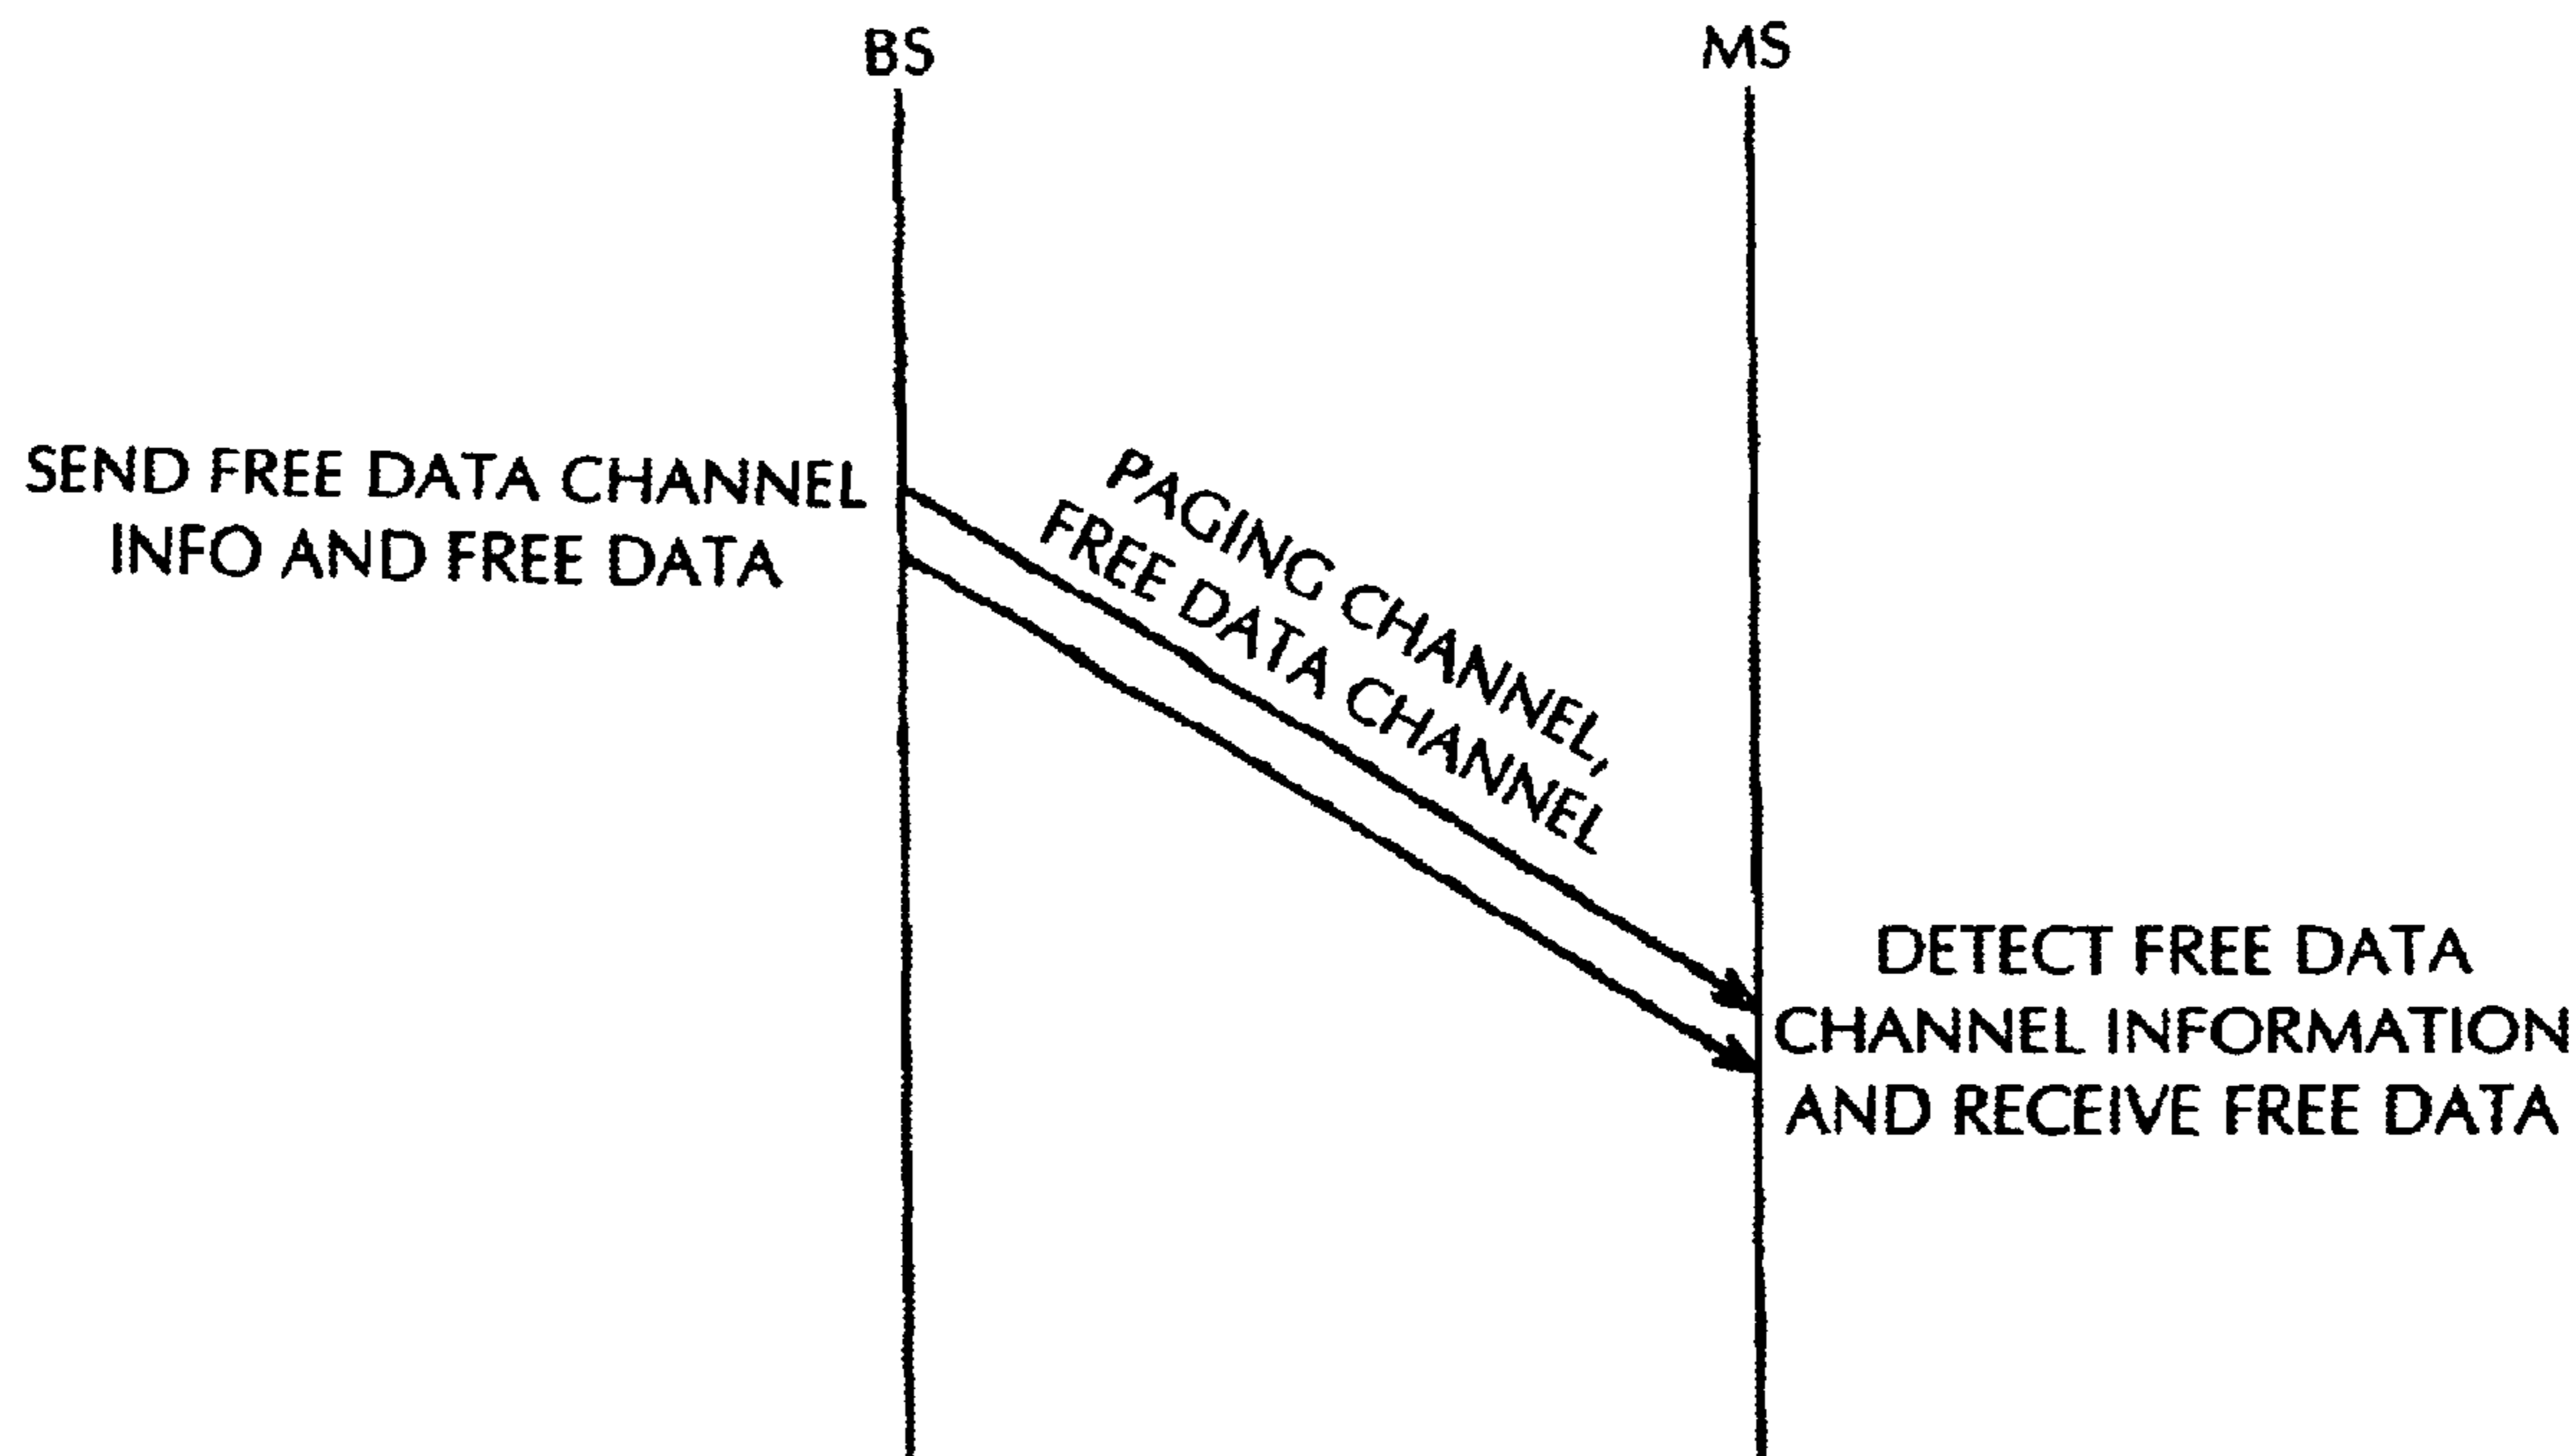 BS
MS
SEND FREE DATA CHANNEL
INFO AND FREE DATA
PAGING CHANNEL,
FREE DATA CHANNEL
DETECT FREE DATA
CHANNEL INFORMATION
AND RECEIVE FREE DATA